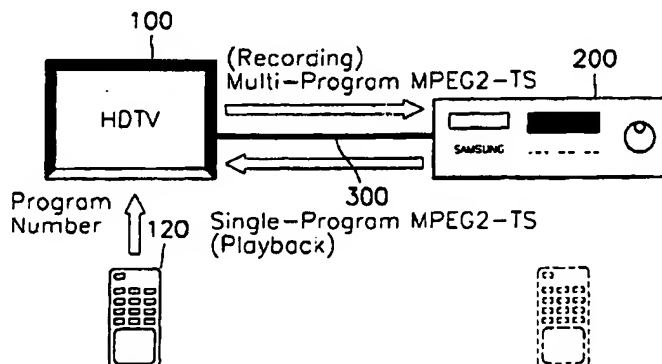 100
(Recording)
Multi-Program MPEG2-TS
200
HDTV
SAMSUNG
300
Program
Number
120
Single-Program MPEG2-TS
(Playback)